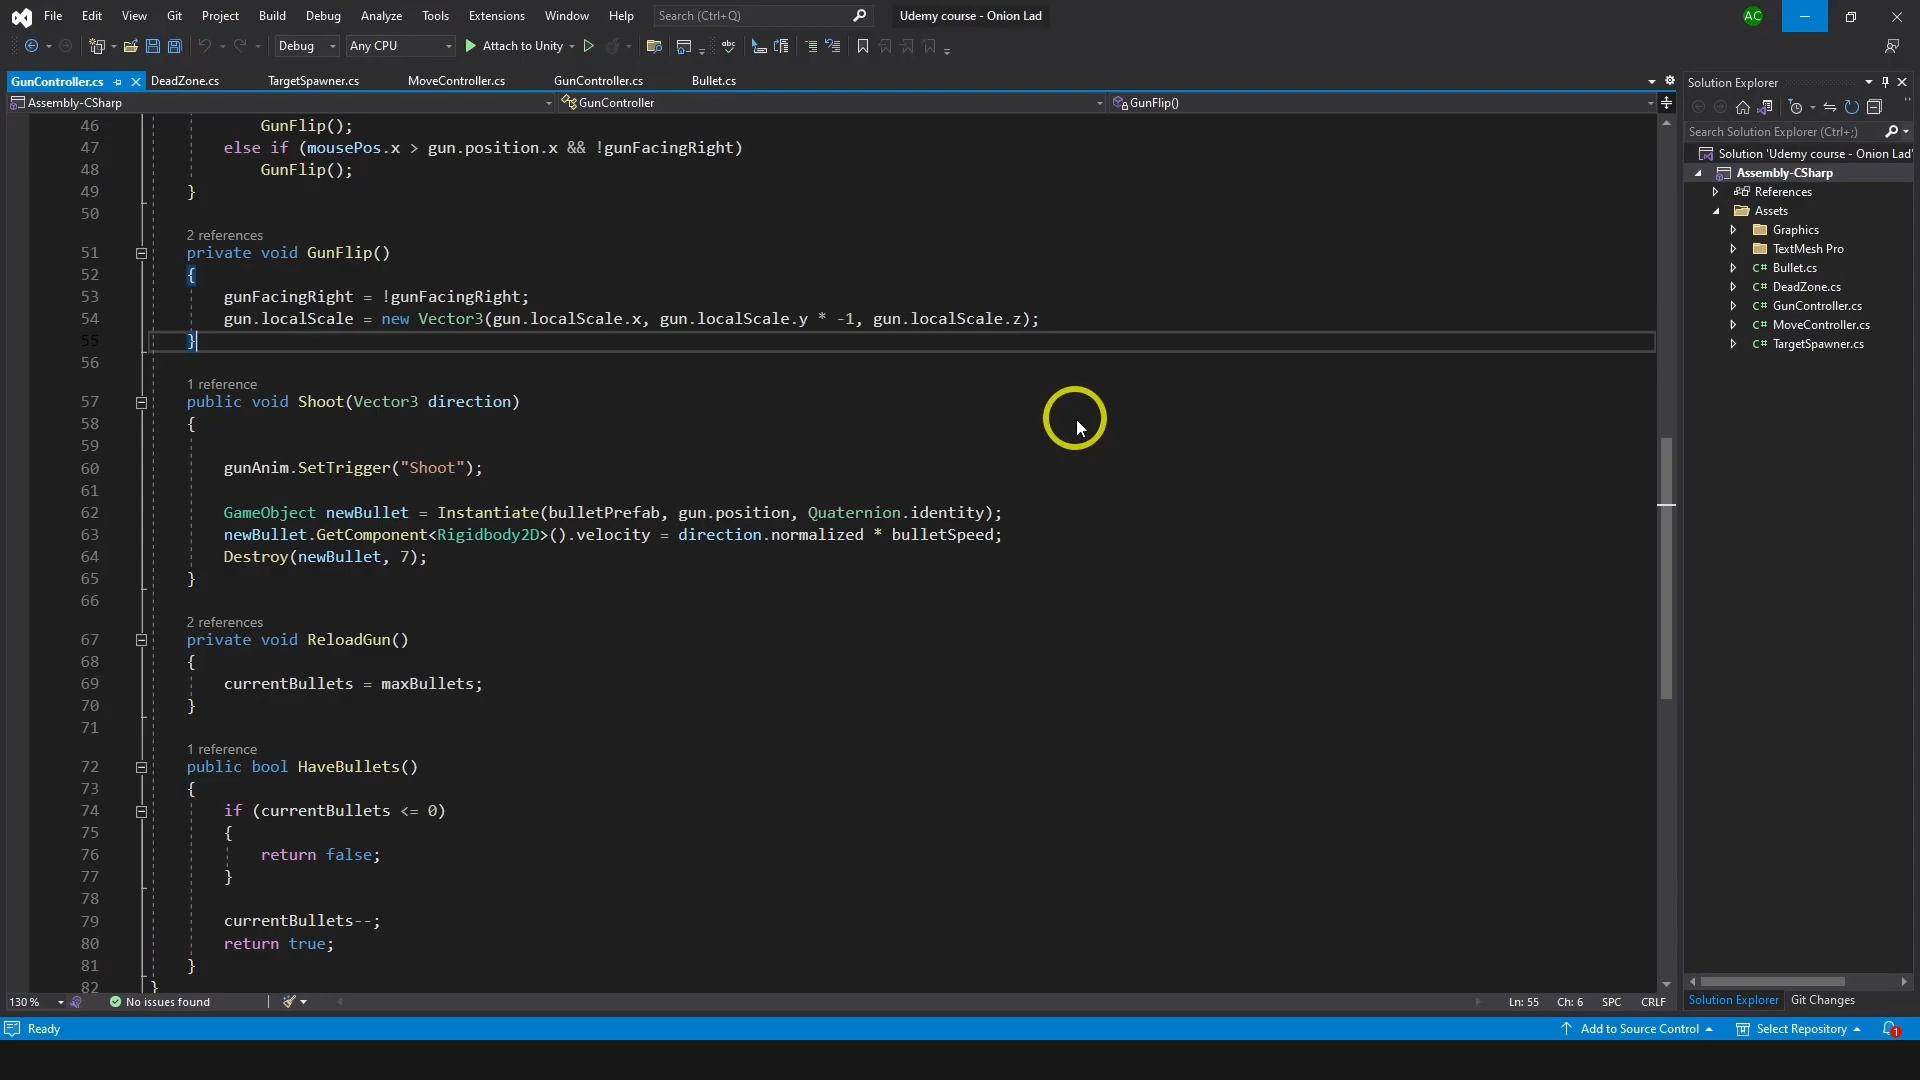 File Edit View Git Project Build Debug Analyze Tools Extensions Window Help Search (Ctrl+Q) Udemy course - Onion Lad AC
Debug Any CPU Attach to Unity
GunController.cs DeadZone.cs TargetSpawner.cs MoveController.cs GunController.cs Bullet.cs
Assembly-CSharp GunController GunFlip()
46 GunFlip();
47 else if (mousePos.x > gun.position.x && !gunFacingRight)
48 GunFlip();
49 }
50
2 references
51 private void GunFlip()
52 {
53 gunFacingRight = !gunFacingRight;
54 gun.localScale = new Vector3(gun.localScale.x, gun.localScale.y * -1, gun.localScale.z);
55 }
56
1 reference
57 public void Shoot(Vector3 direction)
58 {
59
60 gunAnim.SetTrigger("Shoot");
61
62 GameObject newBullet = Instantiate(bulletPrefab, gun.position, Quaternion.identity);
63 newBullet.GetComponent<Rigidbody2D>().velocity = direction.normalized * bulletSpeed;
64 Destroy(newBullet, 7);
65 }
66
2 references
67 private void ReloadGun()
68 {
69 currentBullets = maxBullets;
70 }
71
1 reference
72 public bool HaveBullets()
73 {
74 if (currentBullets <= 0)
75 {
76 return false;
77 }
78
79 currentBullets--;
80 return true;
81 }
82 }
130 % No issues found Ln: 55 Ch: 6 SPC CRLF
Solution Explorer
Search Solution Explorer (Ctrl+;)
Solution 'Udemy course - Onion Lad'
Assembly-CSharp
References
Assets
Graphics
TextMesh Pro
C# Bullet.cs
C# DeadZone.cs
C# GunController.cs
C# MoveController.cs
C# TargetSpawner.cs
Solution Explorer Git Changes
Ready Add to Source Control Select Repository 1